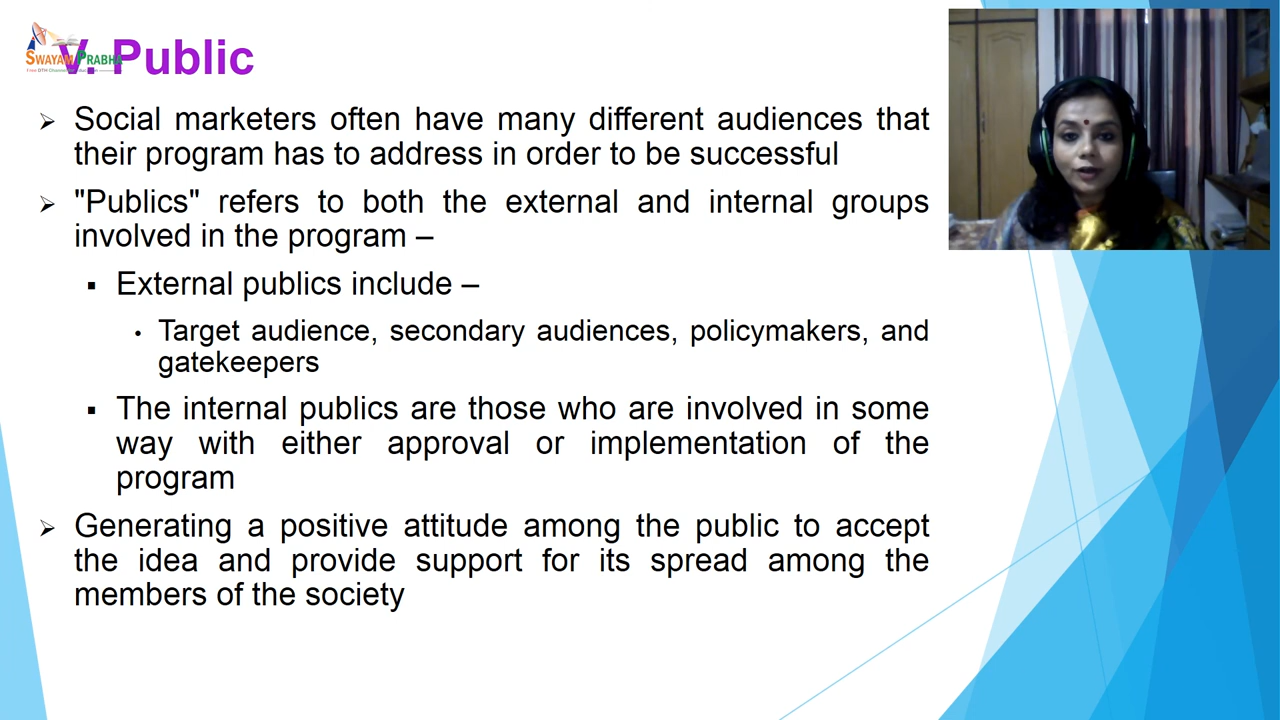 V. Public
SWAYAM PRABHA
➢ Social marketers often have many different audiences that
their program has to address in order to be successful
➢ "Publics" refers to both the external and internal groups
involved in the program –
▪ External publics include –
• Target audience, secondary audiences, policymakers, and
gatekeepers
▪ The internal publics are those who are involved in some
way with either approval or implementation of the
program
➢ Generating a positive attitude among the public to accept
the idea and provide support for its spread among the
members of the society